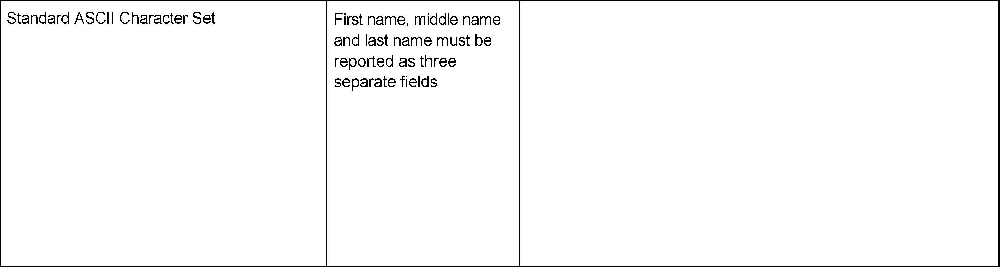 Standard ASCII Character Set
First name, middle name
and last name must be
reported as three
separate fields